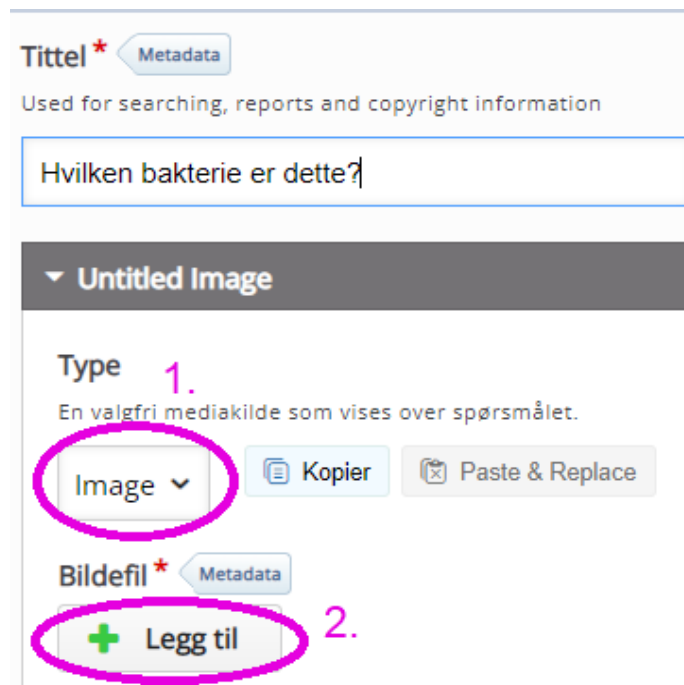 Tittel * Metadata
Used for searching, reports and copyright information
Hvilken bakterie er dette?
Untitled Image
Type 1.
En valgfri mediakilde som vises over spørsmålet.
Image Kopier Paste & Replace
Bildefil * Metadata
Legg til 2.